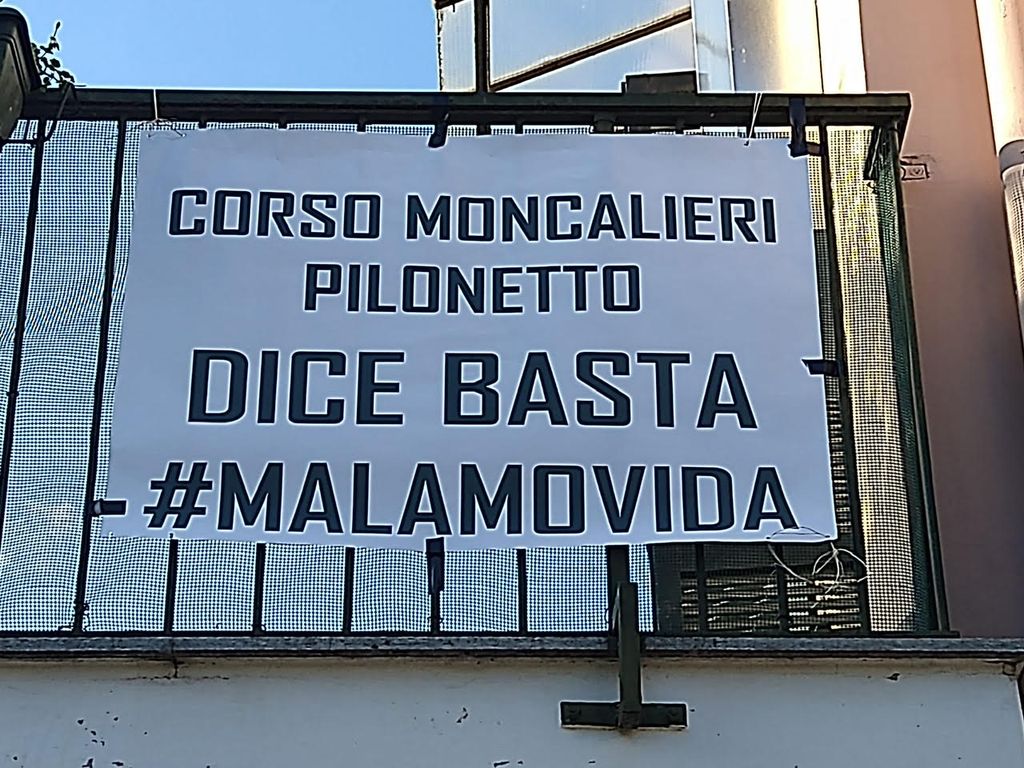 CORSO MONCALIERI
PILONETTO
DICE BASTA
#MALAMOVIDA